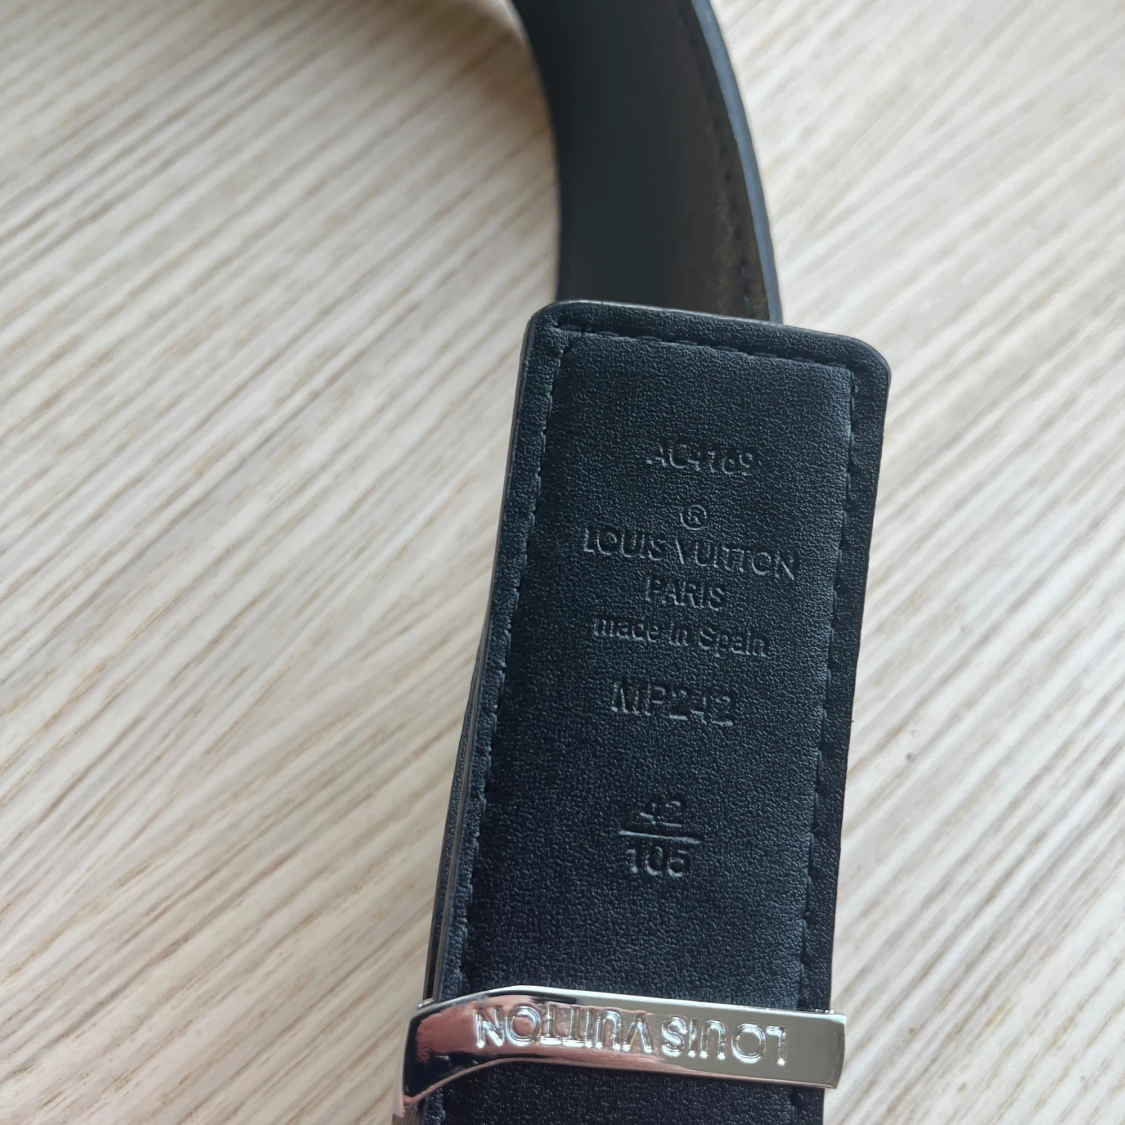 AC4169
®
LOUIS VUITTON
PARIS
made in Spain
MP242
42
105
LOUIS VUITTON